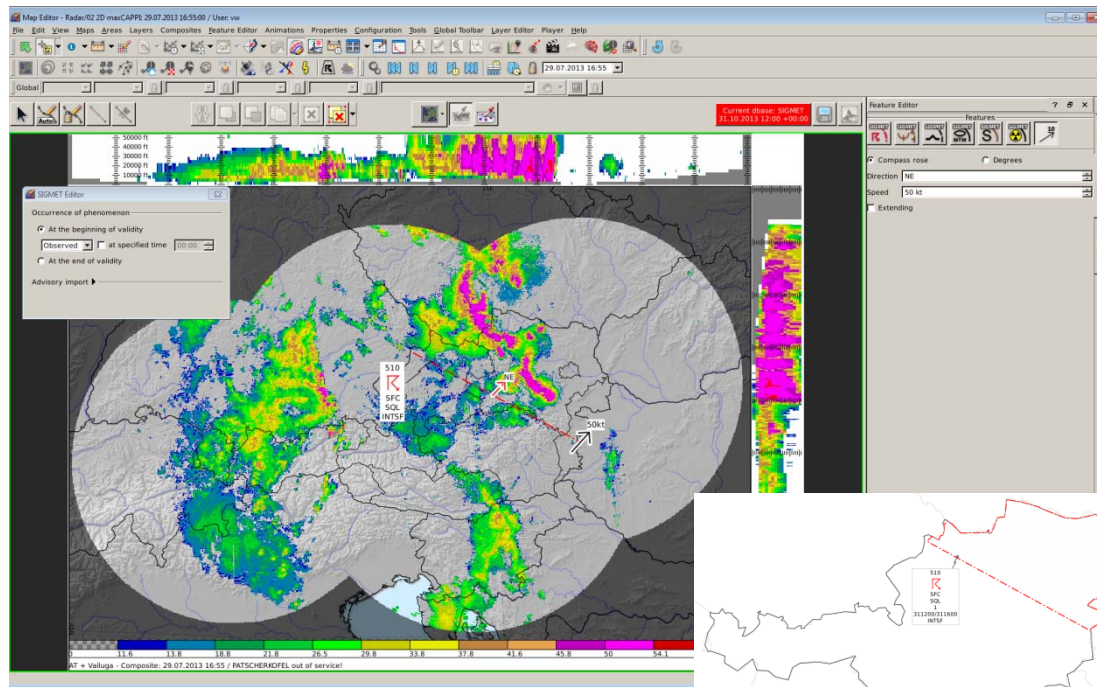 Map Editor - Radar/02 2D maxCAPPI: 29.07.2013 16:55:00 / User: vw
File Edit View Maps Areas Layers Composites Feature Editor Animations Properties Configuration Tools Global Toolbar Layer Editor Player Help
29.07.2013 16:55
Global
Auto
Current dbase: SIGMET
31.10.2013 12:00 +00:00
Feature Editor
Features
MTW
S
10
Compass rose
Degrees
Direction NE
Speed 50 kt
Extending
50000 ft
40000 ft
30000 ft
20000 ft
10000 ft
SIGMET Editor
Occurrence of phenomenon
At the beginning of validity
Observed at specified time 00:00
At the end of validity
Advisory import
510
SFC
SQL
INTSF
NE
50kt
510
SFC
SQL
1
311200/311600
INTSF
0 11.6 13.8 18.8 26.5 29.8 33.8 37.8 41.6 45.8 50 54.1
AT + Valluga - Composite: 29.07.2013 16:55 / PATSCHERKOFEL out of service!